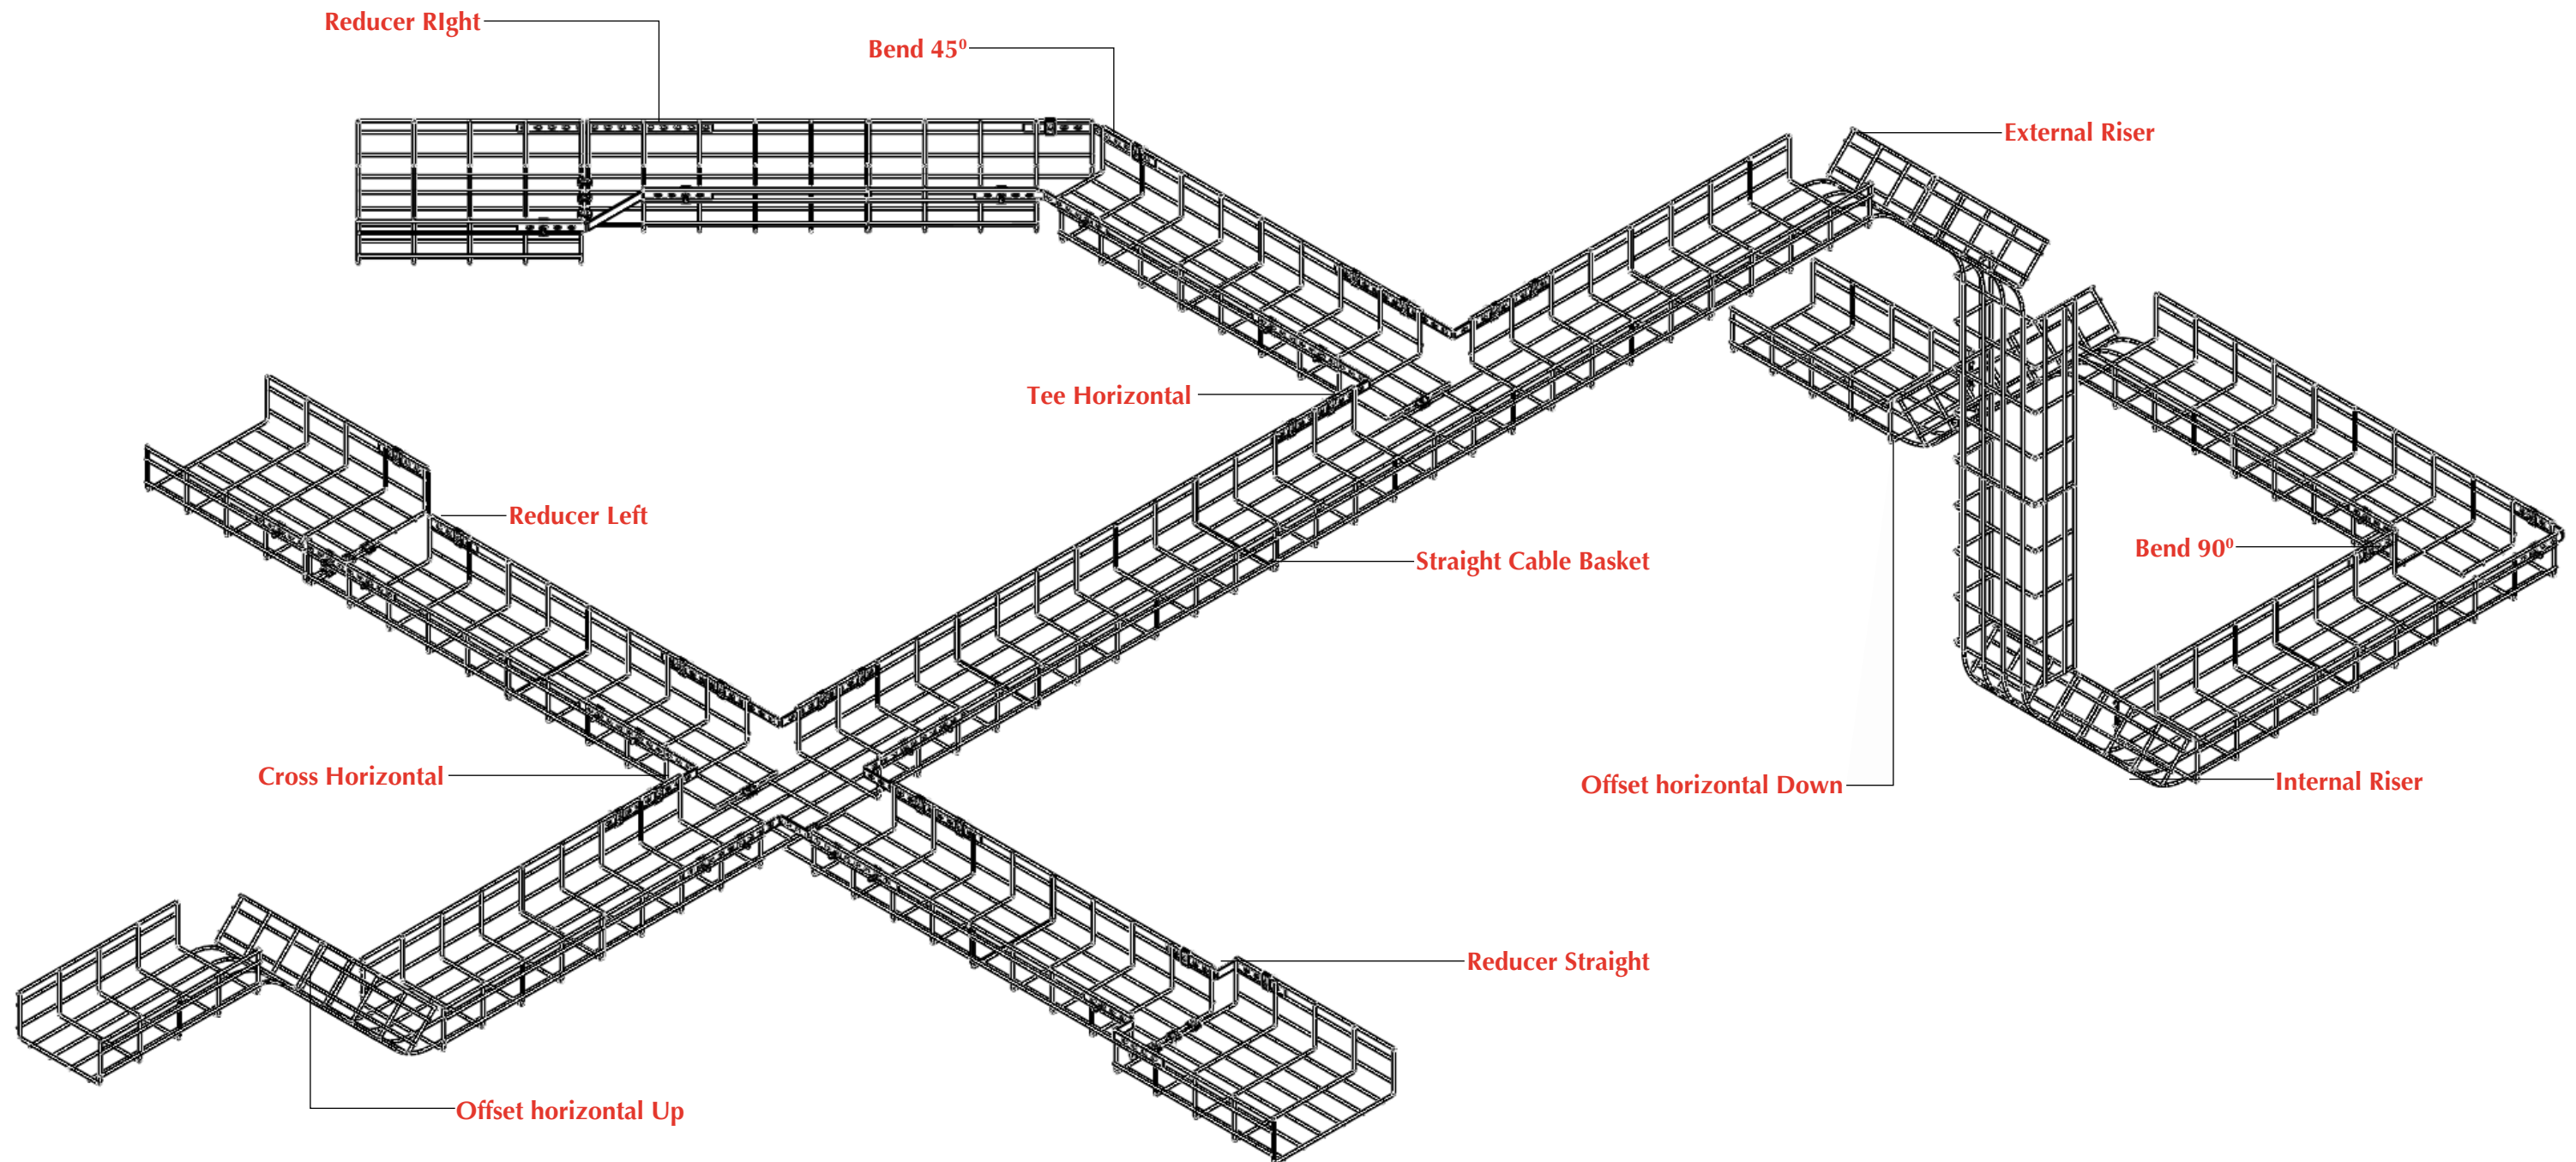 Reducer RIght
Bend 45⁰
External Riser
Tee Horizontal
Reducer Left
Straight Cable Basket
Bend 90⁰
Cross Horizontal
Offset horizontal Down
Internal Riser
Reducer Straight
Offset horizontal Up